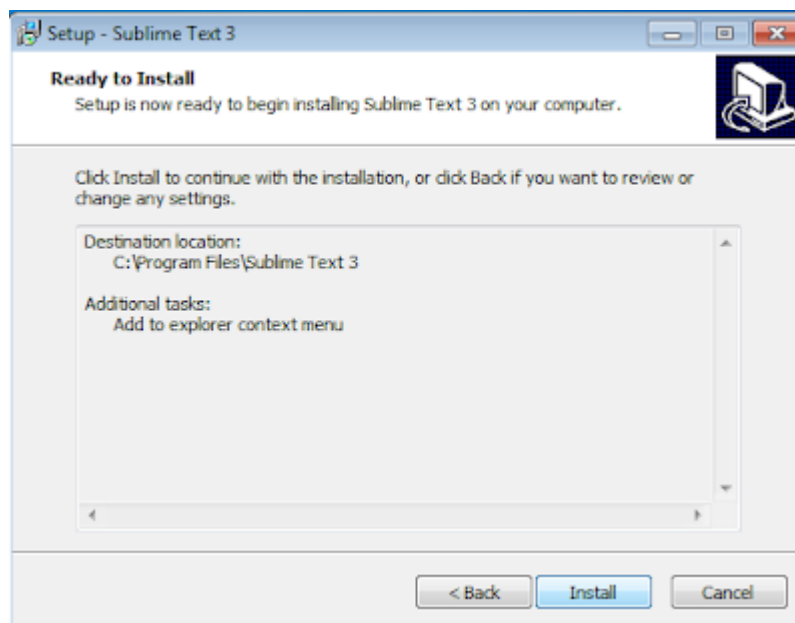 Setup - Sublime Text 3
Ready to Install
Setup is now ready to begin installing Sublime Text 3 on your computer.
Click Install to continue with the installation, or click Back if you want to review or
change any settings.
Destination location:
C:\Program Files\Sublime Text 3
Additional tasks:
Add to explorer context menu
< Back
Install
Cancel